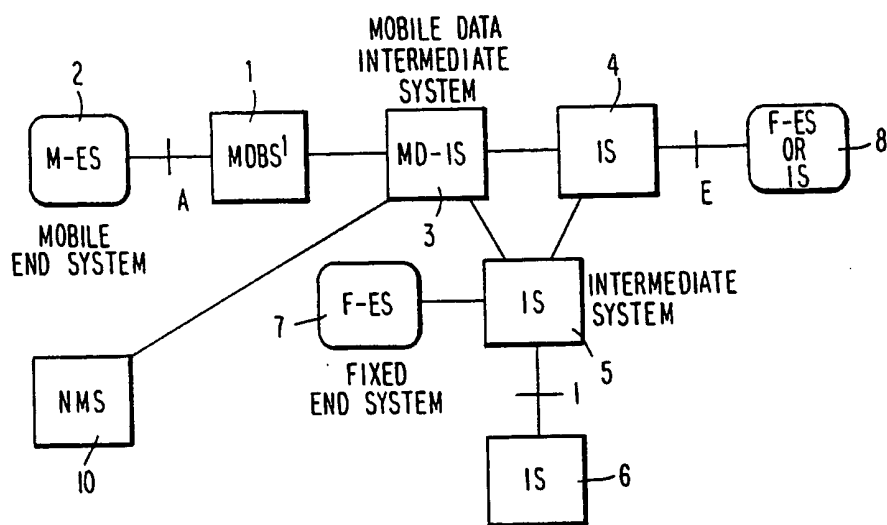 MOBILE DATA
INTERMEDIATE
SYSTEM
2
1
4
M-ES
MDBS¹
MD-IS
IS
F-ES
OR
IS
8
A
E
3
MOBILE
END SYSTEM
F-ES
7
IS
INTERMEDIATE
SYSTEM
5
FIXED
END SYSTEM
NMS
10
I
IS
6